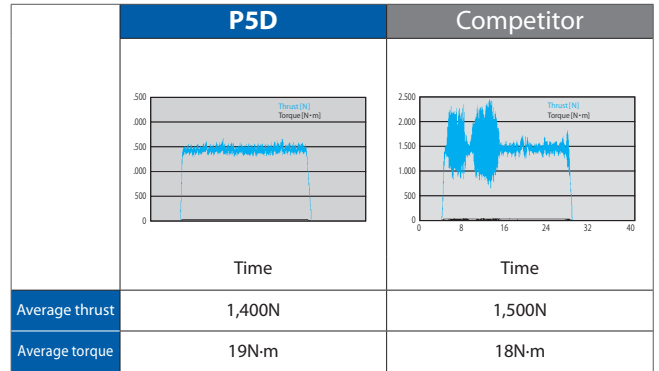 P5D
Competitor
.500
.000
.500
.000
500
0
Thrust [N]
Torque [N·m]
2.500
2.000
1.500
1.000
500
0
Thrust [N]
Torque [N·m]
0 8 16 24 32 40
Time
Time
Average thrust
1,400N
1,500N
Average torque
19N·m
18N·m